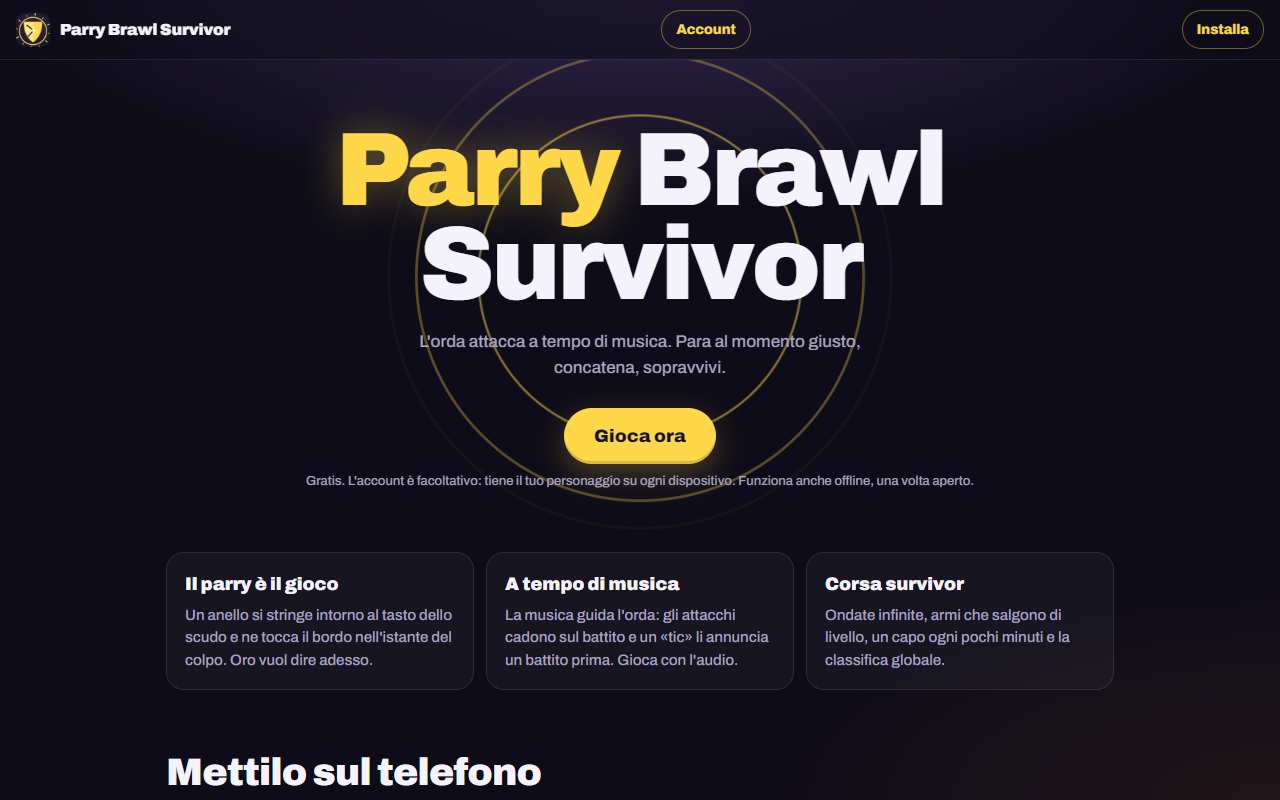 Parry Brawl Survivor
Account
Installa
Parry Brawl
Survivor
L'orda attacca a tempo di musica. Para al momento giusto,
concatena, sopravvivi.
Gioca ora
Gratis. L'account è facoltativo: tiene il tuo personaggio su ogni dispositivo. Funziona anche offline, una volta aperto.
Il parry è il gioco
Un anello si stringe intorno al tasto dello
scudo e ne tocca il bordo nell'istante del
colpo. Oro vuol dire adesso.
A tempo di musica
La musica guida l'orda: gli attacchi
cadono sul battito e un «tic» li annuncia
un battito prima. Gioca con l'audio.
Corsa survivor
Ondate infinite, armi che salgono di
livello, un capo ogni pochi minuti e la
classifica globale.
Mettilo sul telefono